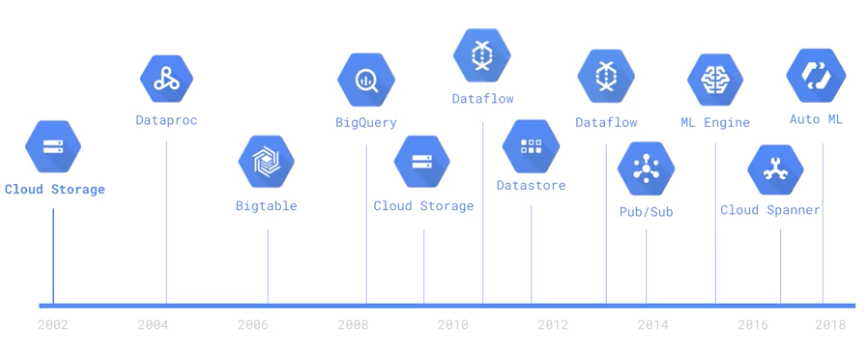 Cloud Storage
Dataproc
Bigtable
BigQuery
Cloud Storage
Dataflow
Datastore
Dataflow
Pub/Sub
ML Engine
Cloud Spanner
Auto ML
2002 2004 2006 2008 2010 2012 2014 2016 2018